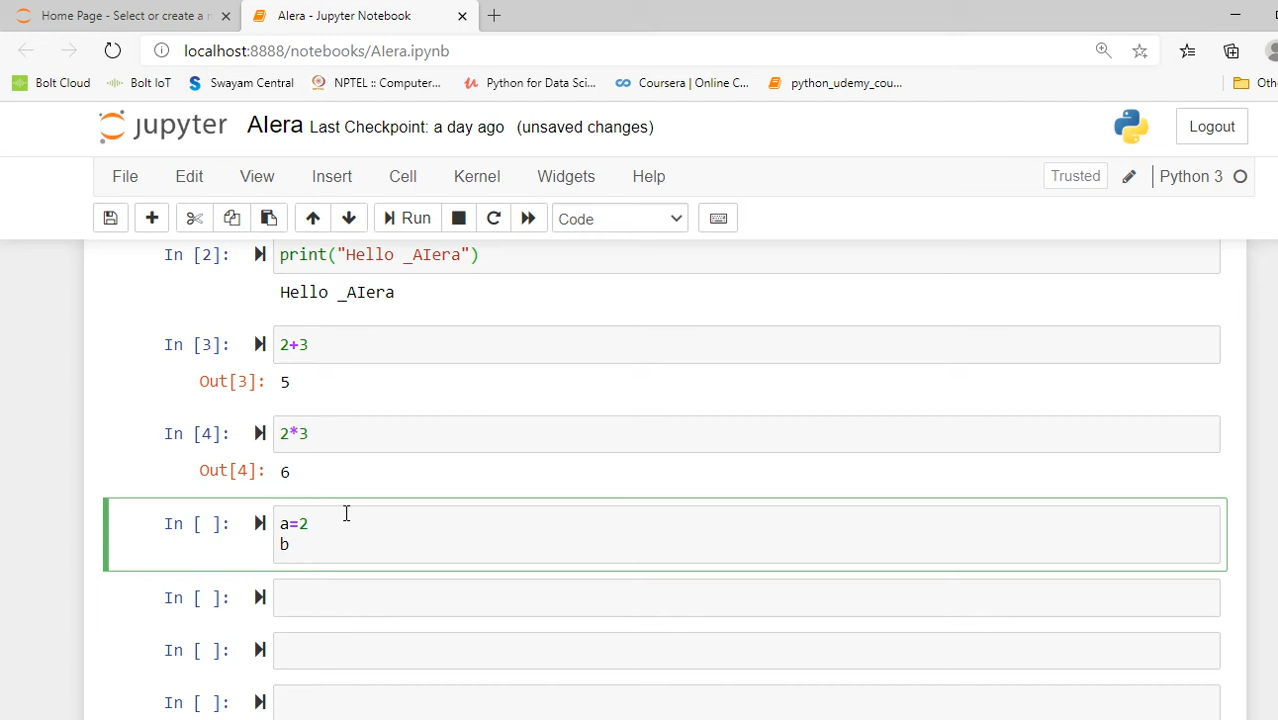 Home Page - Select or create a n
AIera - Jupyter Notebook
localhost:8888/notebooks/AIera.ipynb
Bolt Cloud
Bolt IoT
Swayam Central
NPTEL :: Computer...
Python for Data Sci...
Coursera | Online C...
python_udemy_cou...
Oth
jupyter AIera Last Checkpoint: a day ago (unsaved changes)
Logout
File Edit View Insert Cell Kernel Widgets Help
Trusted
Python 3
Run
Code
In [2]: print("Hello _AIera")
Hello _AIera
In [3]: 2+3
Out[3]: 5
In [4]: 2*3
Out[4]: 6
In [ ]: a=2
b
In [ ]:
In [ ]:
In [ ]: